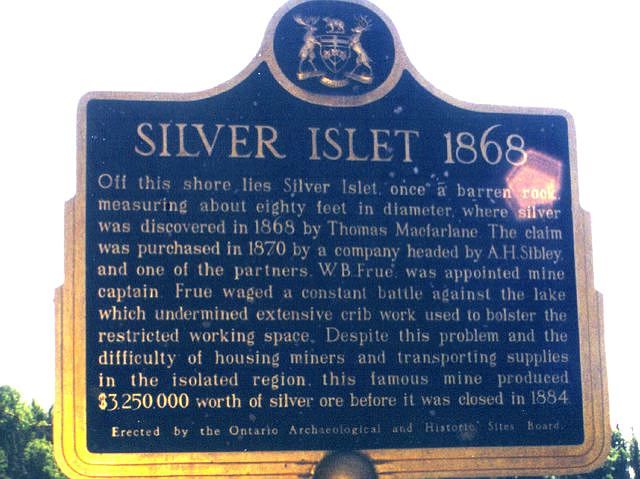 SILVER ISLET 1868
Off this shore lies Silver Islet, once a barren rock,
measuring about eighty feet in diameter, where silver
was discovered in 1868 by Thomas Macfarlane. The claim
was purchased in 1870 by a company headed by A.H. Sibley,
and one of the partners, W.B. Frue, was appointed mine
captain. Frue waged a constant battle against the lake
which undermined extensive crib work used to bolster the
restricted working space. Despite this problem and the
difficulty of housing miners and transporting supplies
in the isolated region, this famous mine produced
$3,250,000 worth of silver ore before it was closed in 1884.
Erected by the Ontario Archaeological and Historic Sites Board.